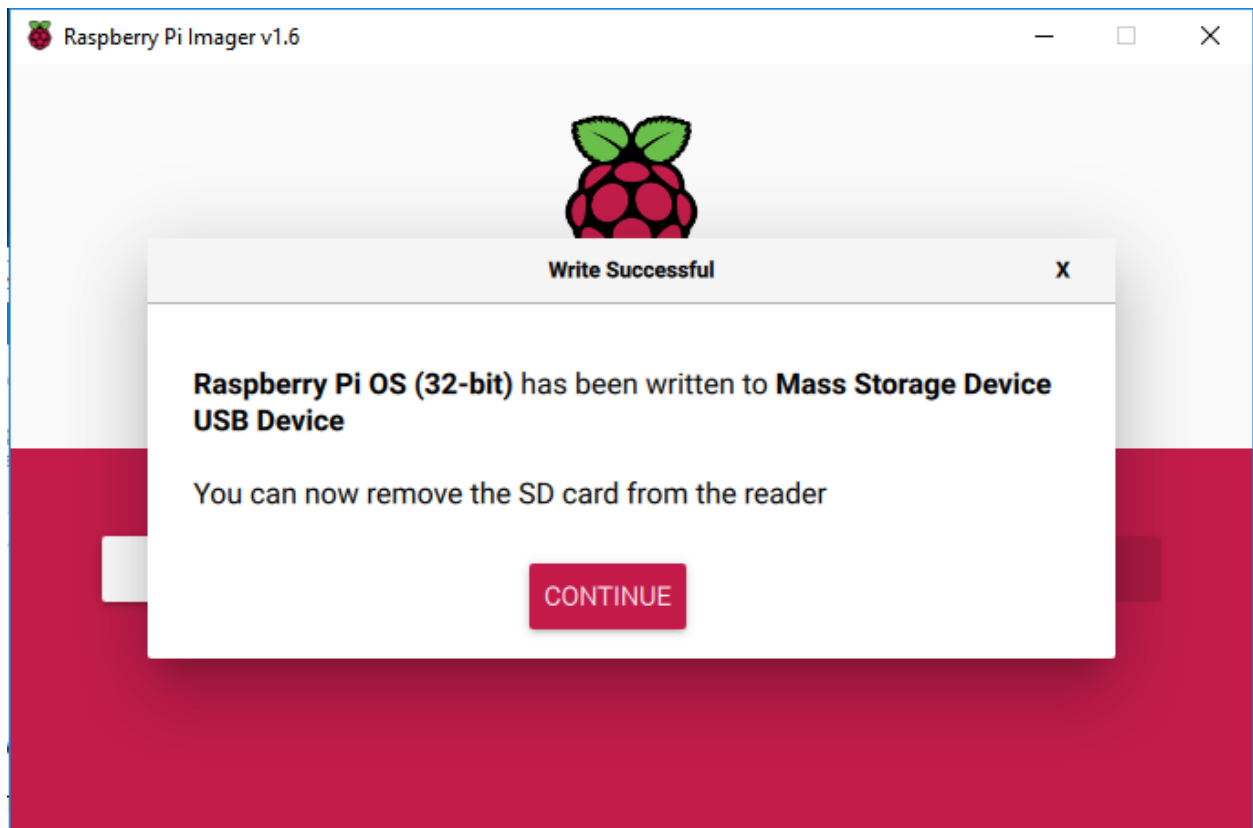 Raspberry Pi Imager v1.6
Write Successful
X
Raspberry Pi OS (32-bit) has been written to Mass Storage Device
USB Device
You can now remove the SD card from the reader
CONTINUE